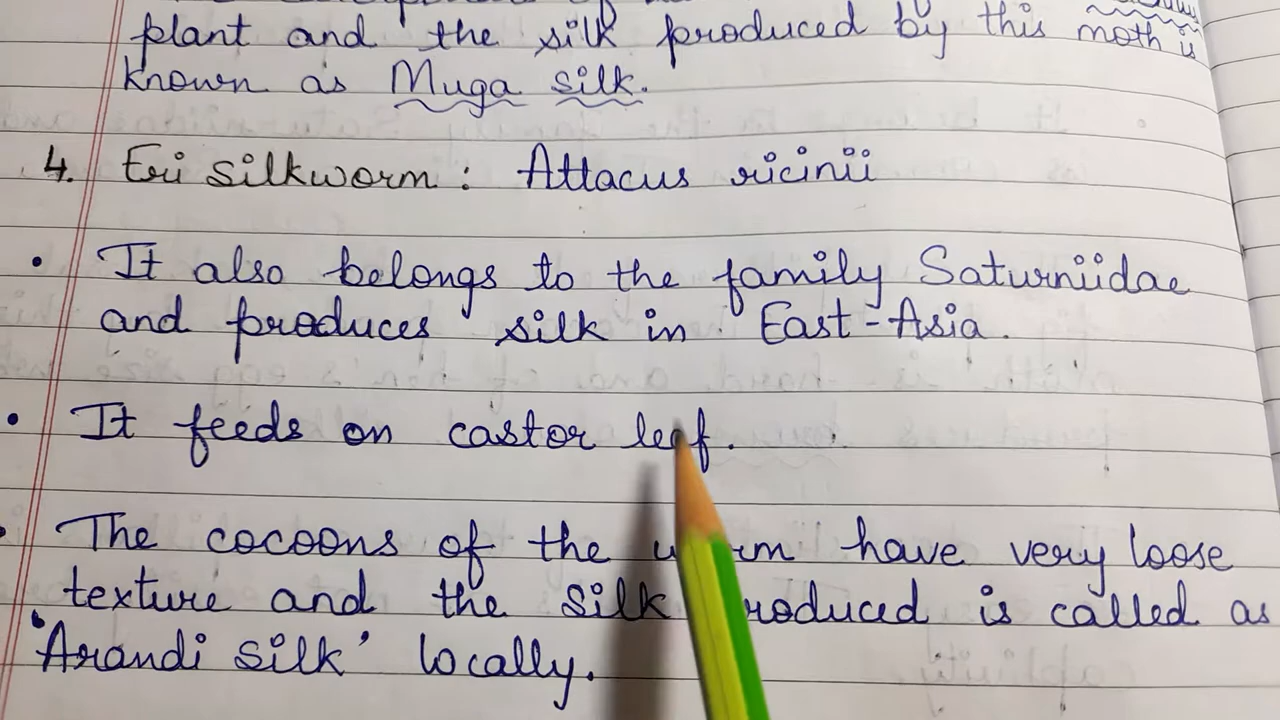 plant and the silk produced by this moth is
known as Muga silk.
4. Eri silkworm : Attacus ricinii
• It also belongs to the family Saturniidae
and produces silk in East-Asia.
• It feeds on castor leaf.
• The cocoons of the have very loose
texture and the silk produced is called as
'Arandi silk' locally.